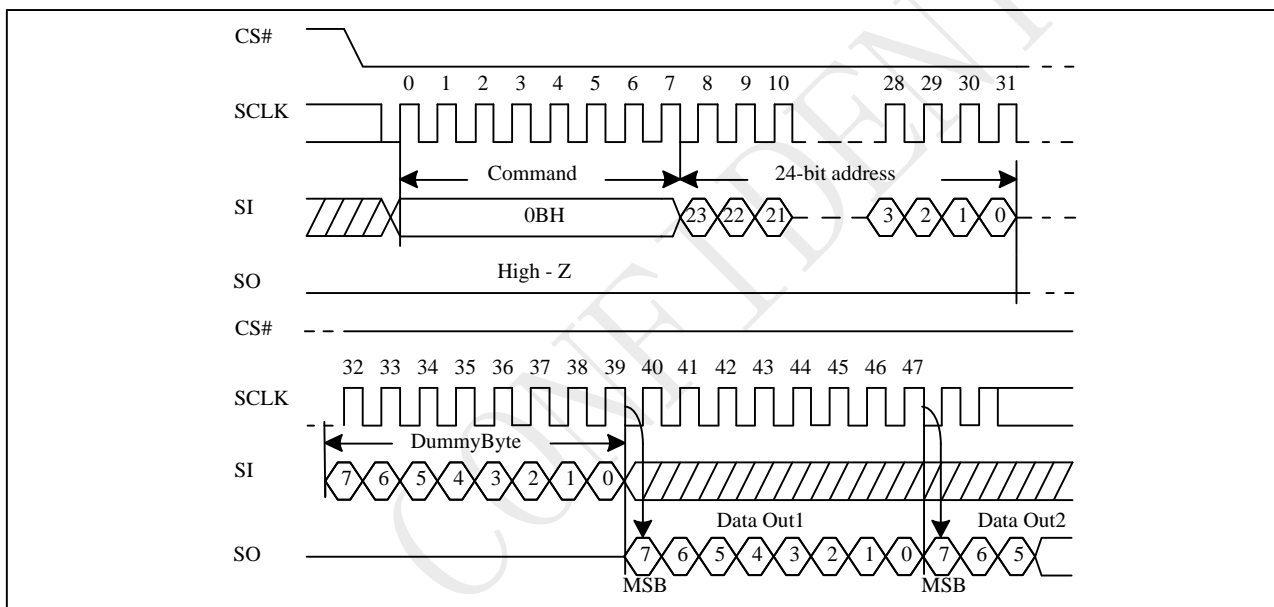 CS#
0 1 2 3 4 5 6 7 8 9 10 28 29 30 31
SCLK
Command 24-bit address
SI 0BH 23 22 21 3 2 1 0
High - Z
SO
CS#
32 33 34 35 36 37 38 39 40 41 42 43 44 45 46 47
SCLK
DummyByte
SI 7 6 5 4 3 2 1 0
Data Out1 Data Out2
SO 7 6 5 4 3 2 1 0 7 6 5
MSB MSB
CONFIDENT